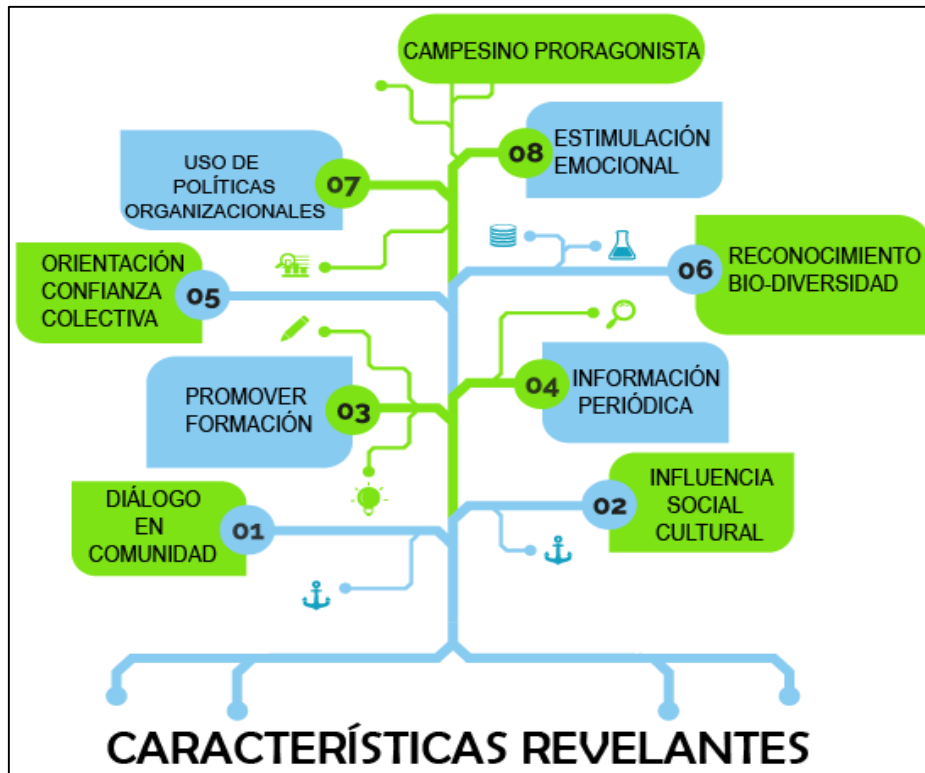 CAMPESINO PRORAGONISTA
08
ESTIMULACIÓN
EMOCIONAL
07
USO DE
POLÍTICAS
ORGANIZACIONALES
06
RECONOCIMIENTO
BIO-DIVERSIDAD
05
ORIENTACIÓN
CONFIANZA
COLECTIVA
04
INFORMACIÓN
PERIÓDICA
03
PROMOVER
FORMACIÓN
02
INFLUENCIA
SOCIAL
CULTURAL
01
DIÁLOGO
EN
COMUNIDAD
CARACTERÍSTICAS REVELANTES